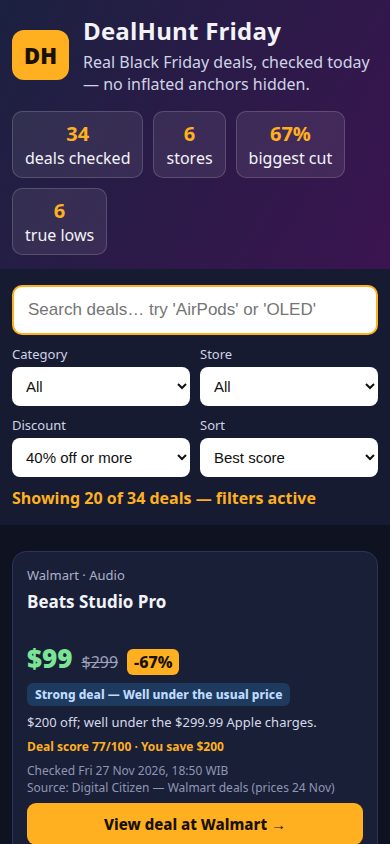 DH
DealHunt Friday
Real Black Friday deals, checked today
— no inflated anchors hidden.
34
deals checked
6
stores
67%
biggest cut
6
true lows
Search deals… try 'AirPods' or 'OLED'
Category
Store
All
All
Discount
Sort
40% off or more
Best score
Showing 20 of 34 deals — filters active
Walmart · Audio
Beats Studio Pro
$99 $299 -67%
Strong deal — Well under the usual price
$200 off; well under the $299.99 Apple charges.
Deal score 77/100 · You save $200
Checked Fri 27 Nov 2026, 18:50 WIB
Source: Digital Citizen — Walmart deals (prices 24 Nov)
View deal at Walmart →